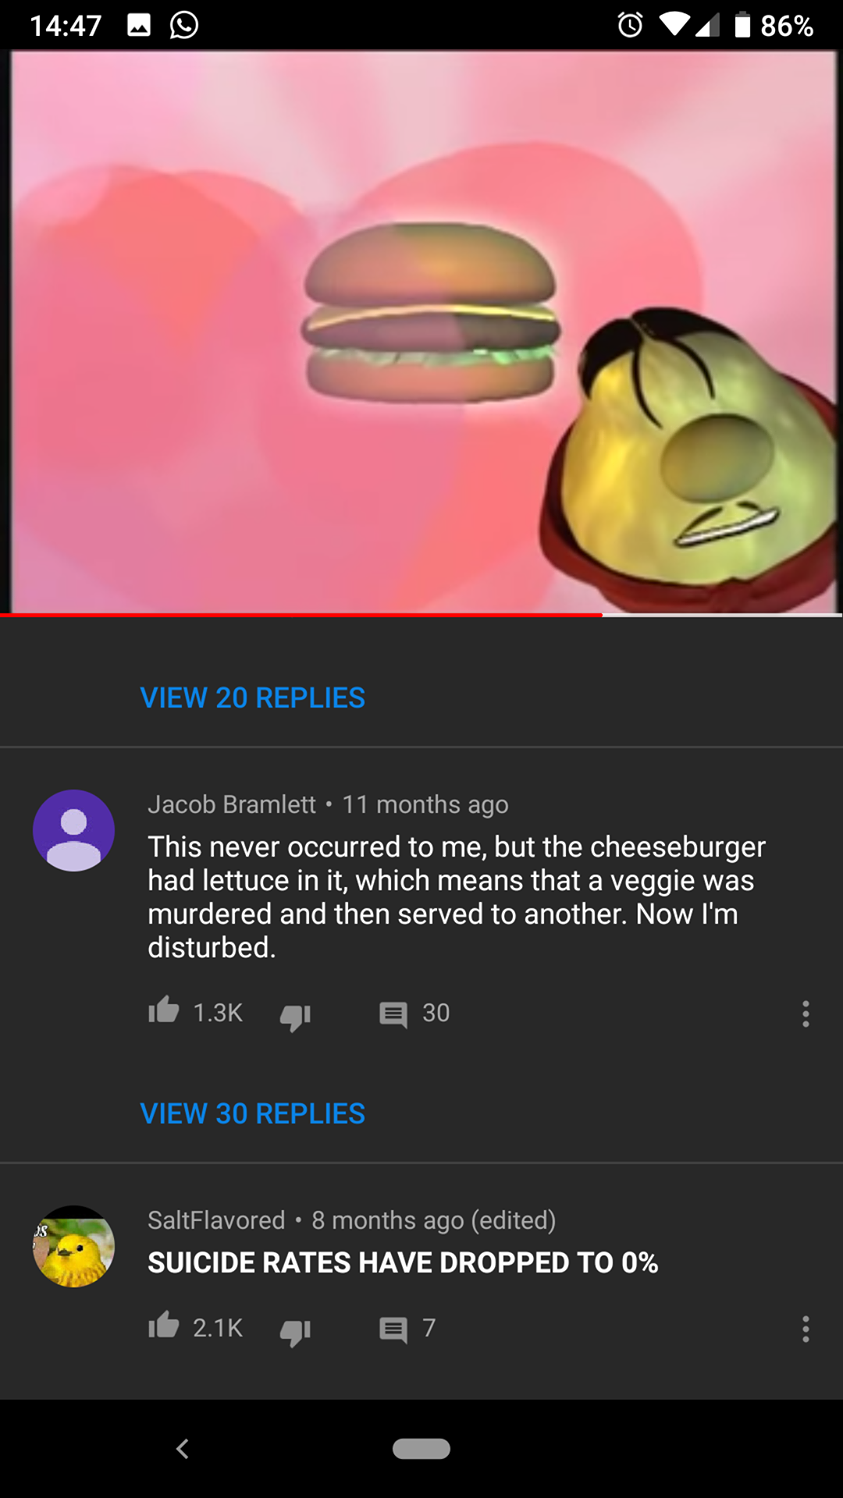 14:47 86%
VIEW 20 REPLIES
Jacob Bramlett • 11 months ago
This never occurred to me, but the cheeseburger
had lettuce in it, which means that a veggie was
murdered and then served to another. Now I'm
disturbed.
1.3K 30
VIEW 30 REPLIES
SaltFlavored • 8 months ago (edited)
SUICIDE RATES HAVE DROPPED TO 0%
2.1K 7